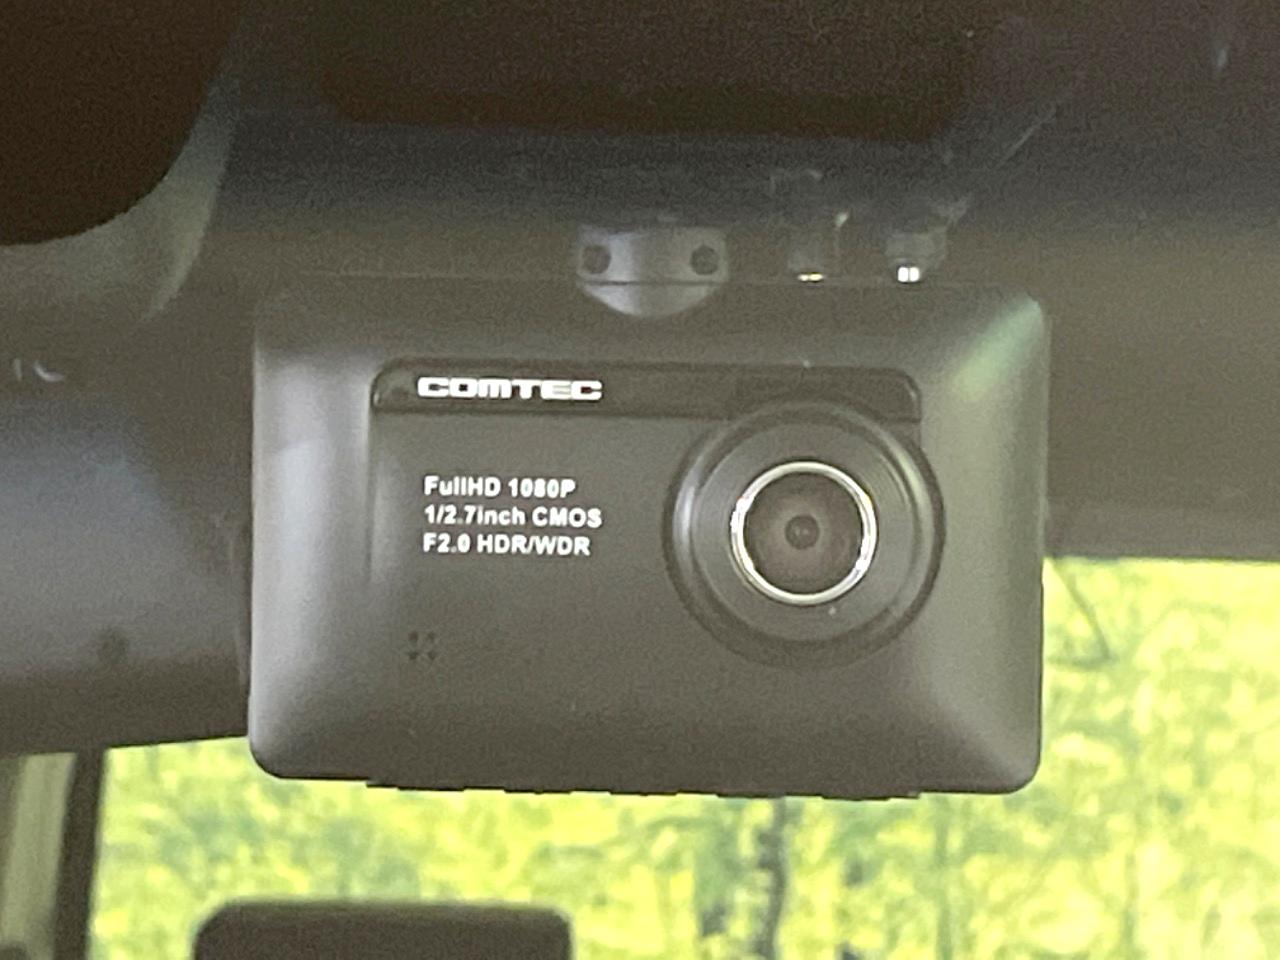 COMTEC
FullHD 1080P
1/2.7inch CMOS
F2.0 HDR/WDR